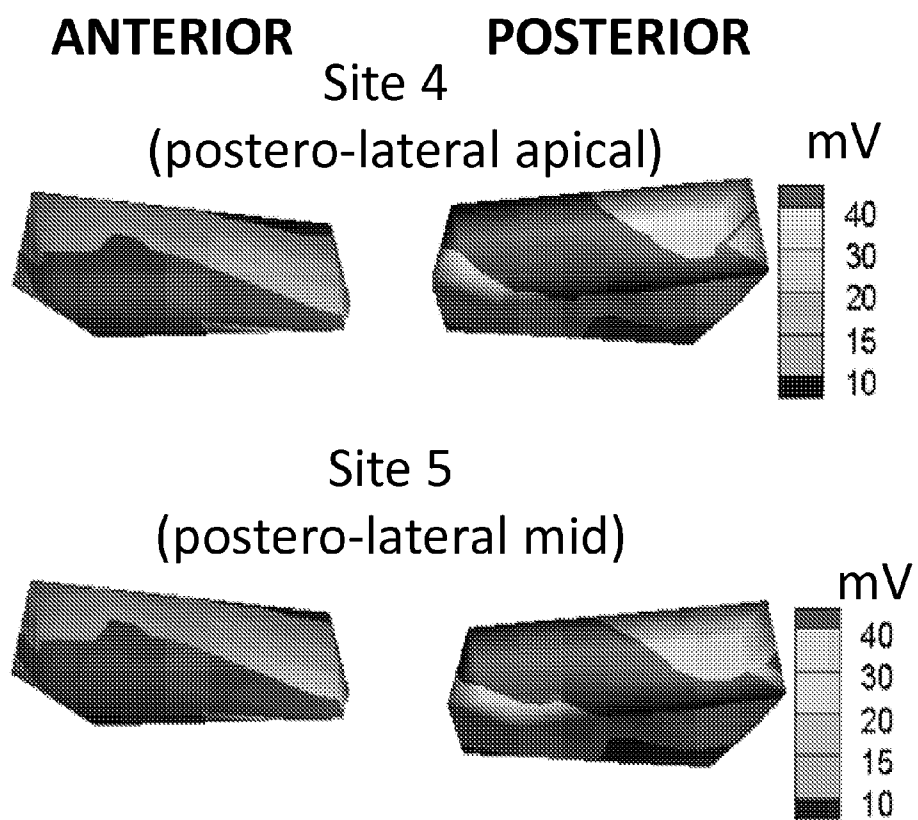 ANTERIOR POSTERIOR
Site 4
(postero-lateral apical)
mV
40
30
20
15
10
Site 5
(postero-lateral mid)
mV
40
30
20
15
10